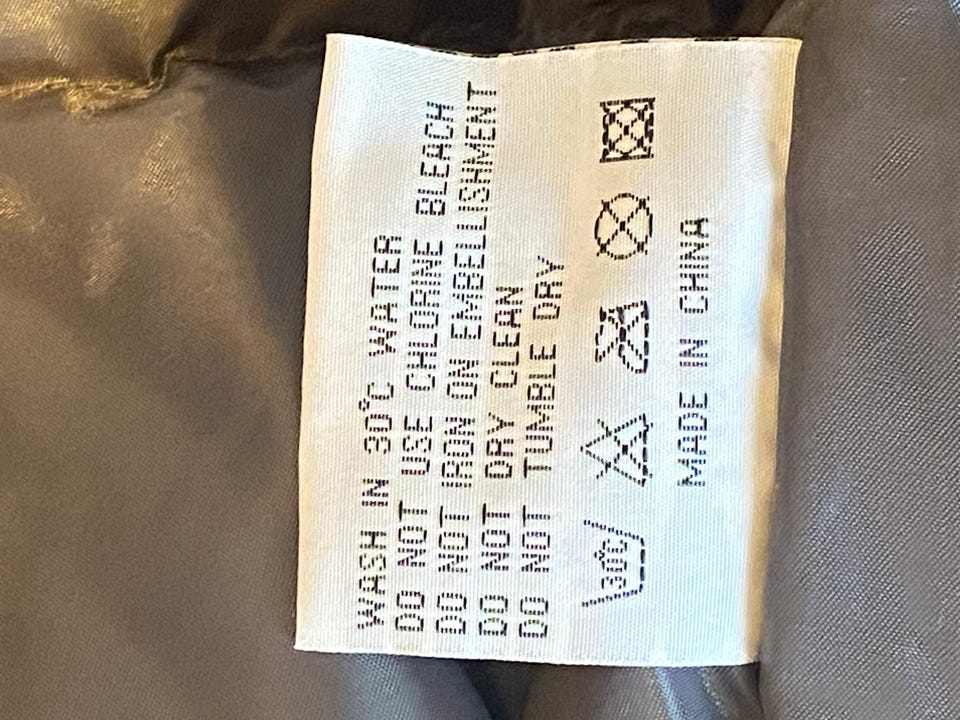 WASH IN 30°C WATER
DO NOT USE CHLORINE BLEACH
DO NOT IRON ON EMBELLISHMENT
DO NOT DRY CLEAN
DO NOT TUMBLE DRY
30°C
MADE IN CHINA